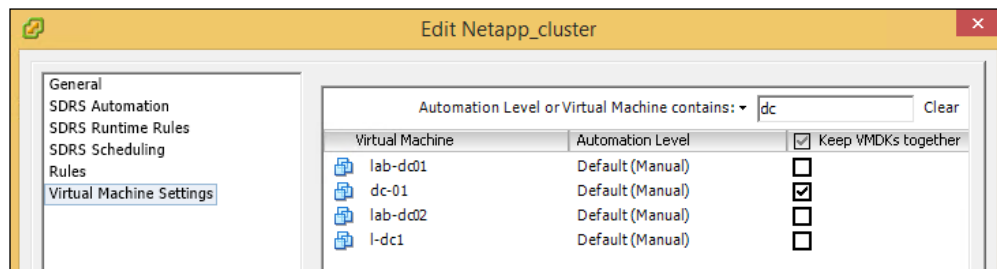 Edit Netapp_cluster
General
SDRS Automation
SDRS Runtime Rules
SDRS Scheduling
Rules
Virtual Machine Settings
Automation Level or Virtual Machine contains: dc Clear
Virtual Machine Automation Level Keep VMDKs together
lab-dc01 Default (Manual)
dc-01 Default (Manual)
lab-dc02 Default (Manual)
l-dc1 Default (Manual)